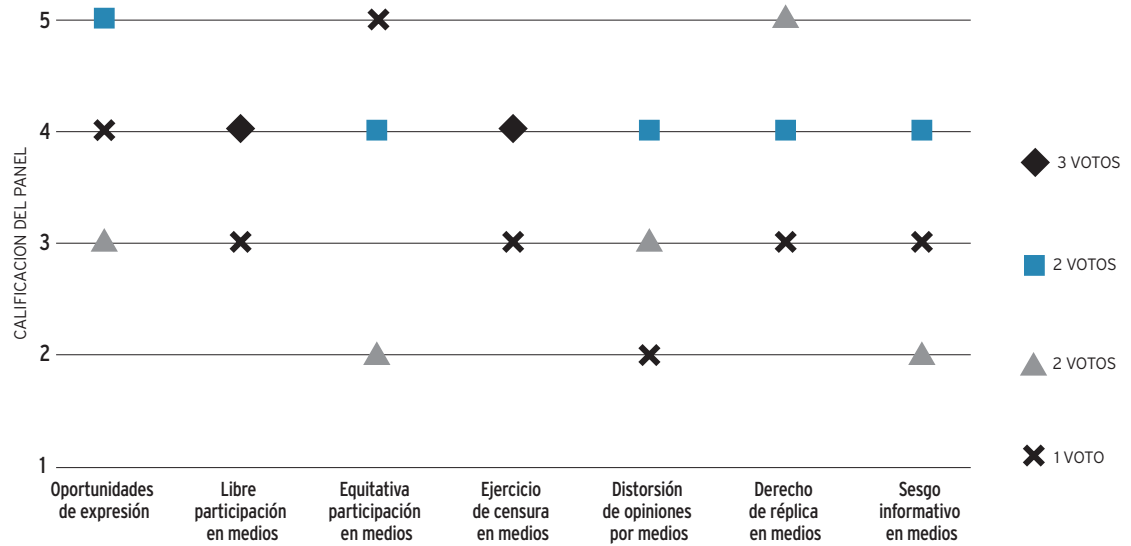 5
4
3
2
1
CALIFICACION DEL PANEL
Oportunidades
de expresión
Libre
participación
en medios
Equitativa
participación
en medios
Ejercicio
de censura
en medios
Distorsión
de opiniones
por medios
Derecho
de réplica
en medios
Sesgo
informativo
en medios
3 VOTOS
2 VOTOS
2 VOTOS
1 VOTO